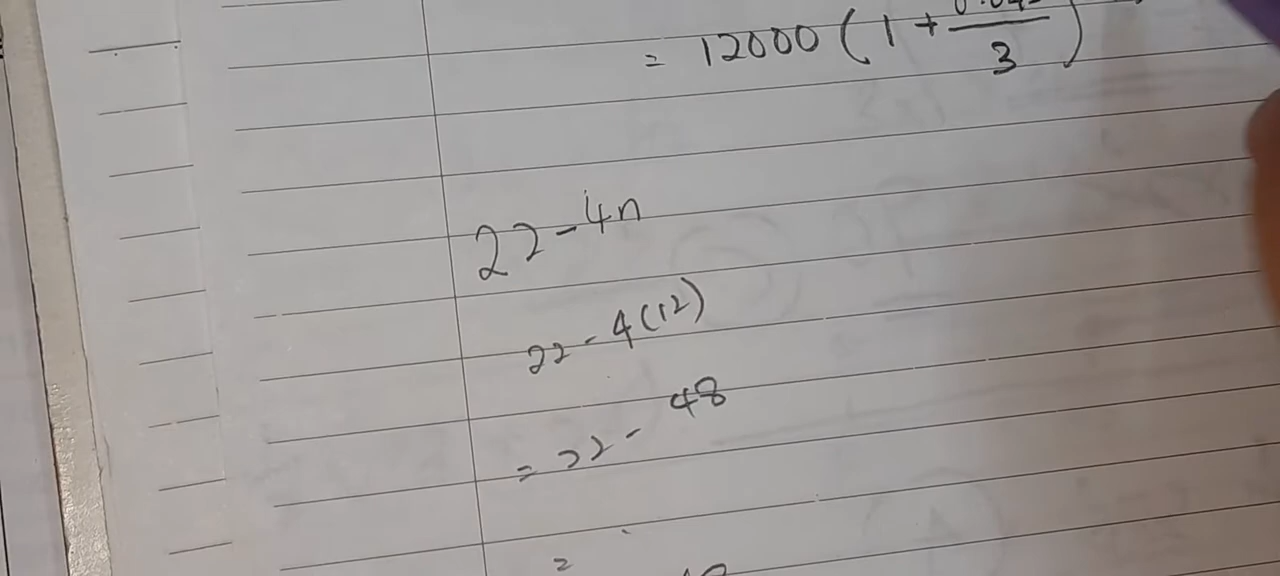 = 12000 ( 1 + / 3 )
22 - 4n
22 - 4(12)
= 22 - 48
=